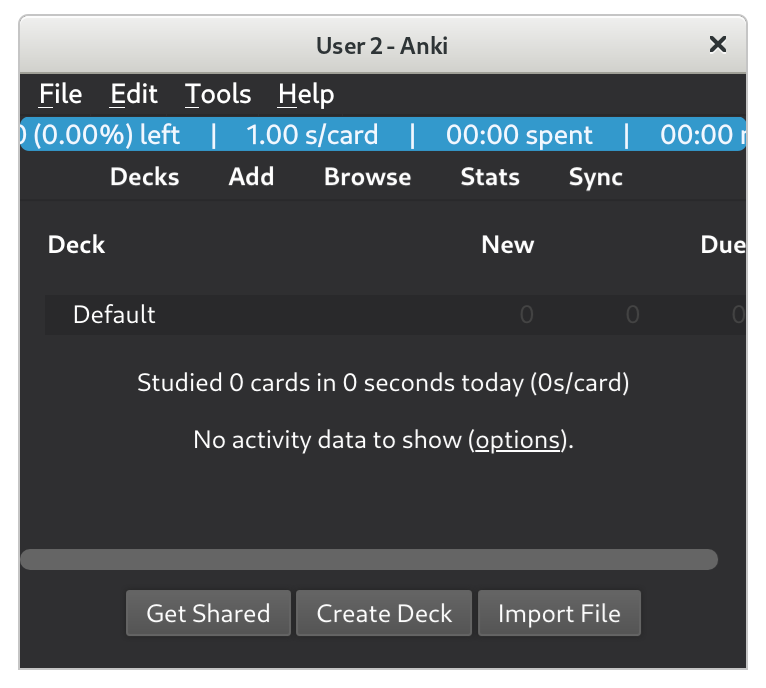 User 2 - Anki
File Edit Tools Help
(0.00%) left | 1.00 s/card | 00:00 spent | 00:00
Decks Add Browse Stats Sync
Deck New Due
Default 0 0 0
Studied 0 cards in 0 seconds today (0s/card)
No activity data to show (options).
Get Shared Create Deck Import File